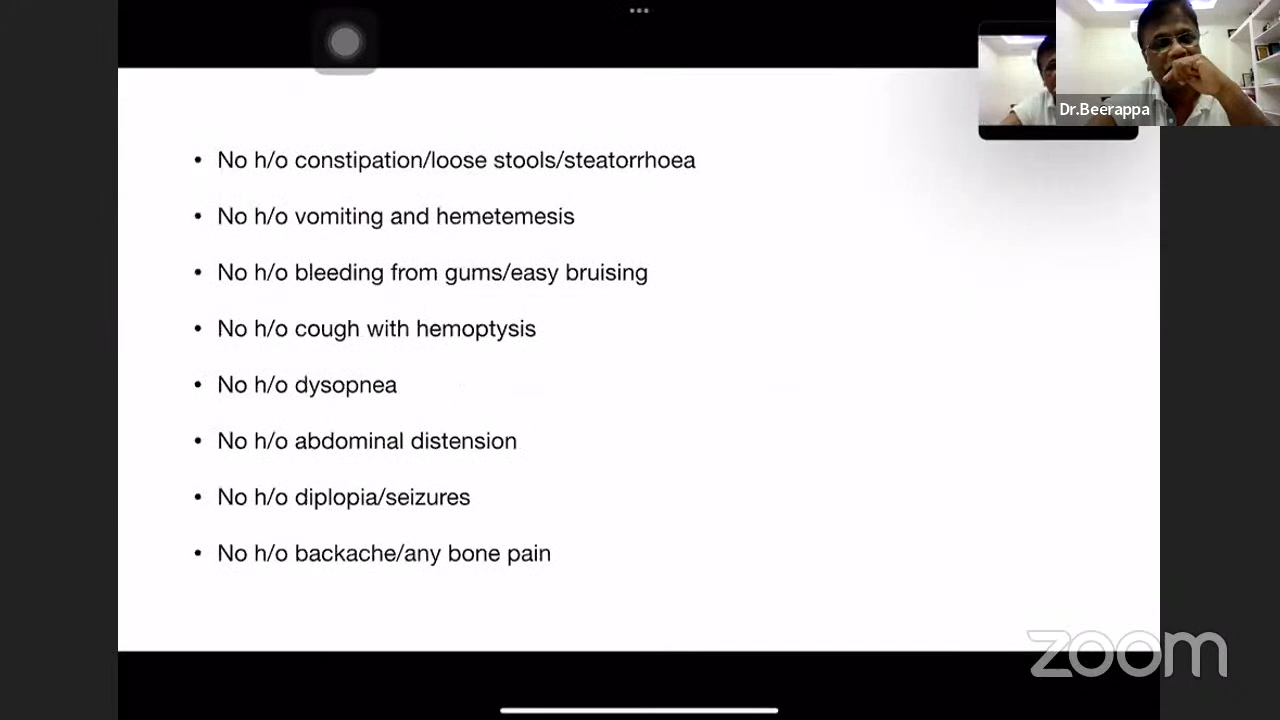 Dr.Beerappa
• No h/o constipation/loose stools/steatorrhoea
• No h/o vomiting and hemetemesis
• No h/o bleeding from gums/easy bruising
• No h/o cough with hemoptysis
• No h/o dysopnea
• No h/o abdominal distension
• No h/o diplopia/seizures
• No h/o backache/any bone pain
zoom